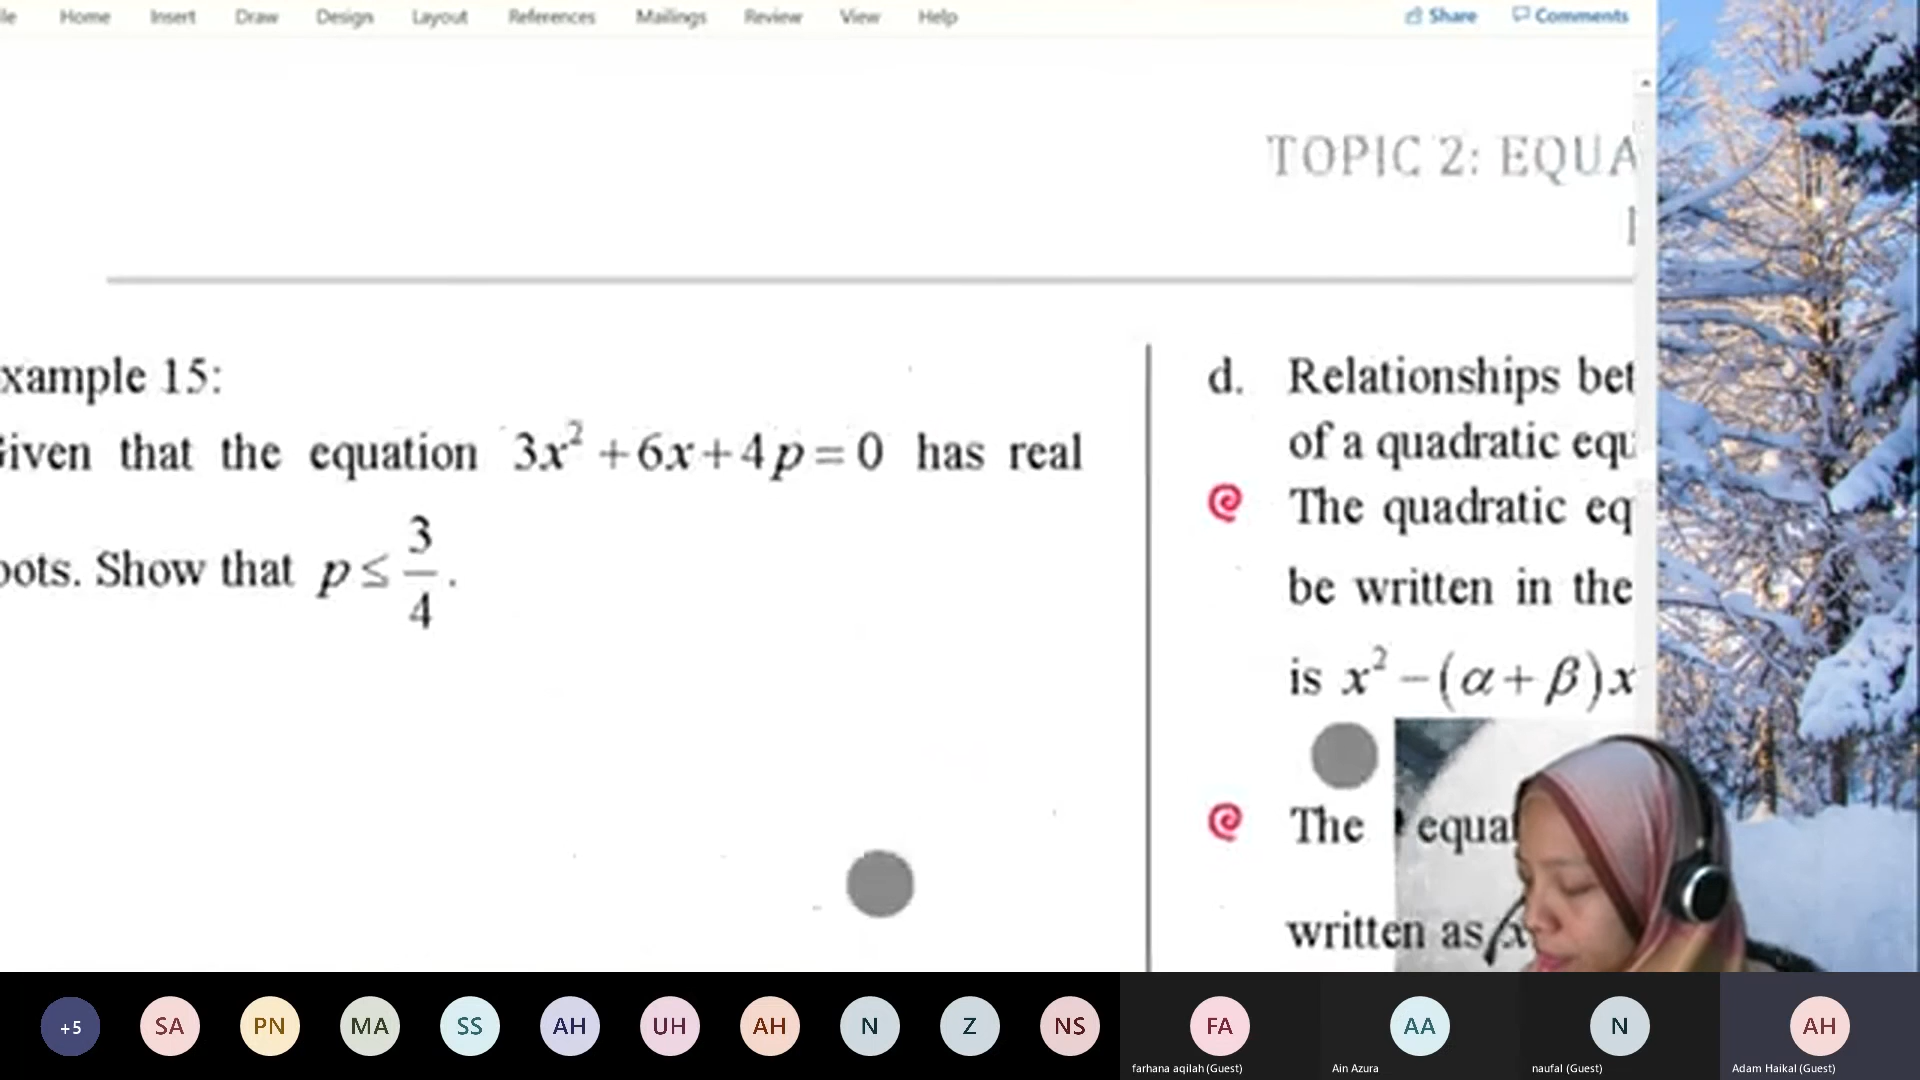 Home Insert Draw Design Layout References Mailings Review View Help Share Comments
TOPIC 2: EQUA
xample 15:
iven that the equation 3x² + 6x + 4p = 0 has real
oots. Show that p ≤ 3/4.
d. Relationships bet
of a quadratic equ
The quadratic eq
be written in the
is x² − (α + β)x
The equa
written as x
+5 SA PN MA SS AH UH AH N Z NS FA AA N AH
farhana aqilah (Guest) Ain Azura naufal (Guest) Adam Haikal (Guest)